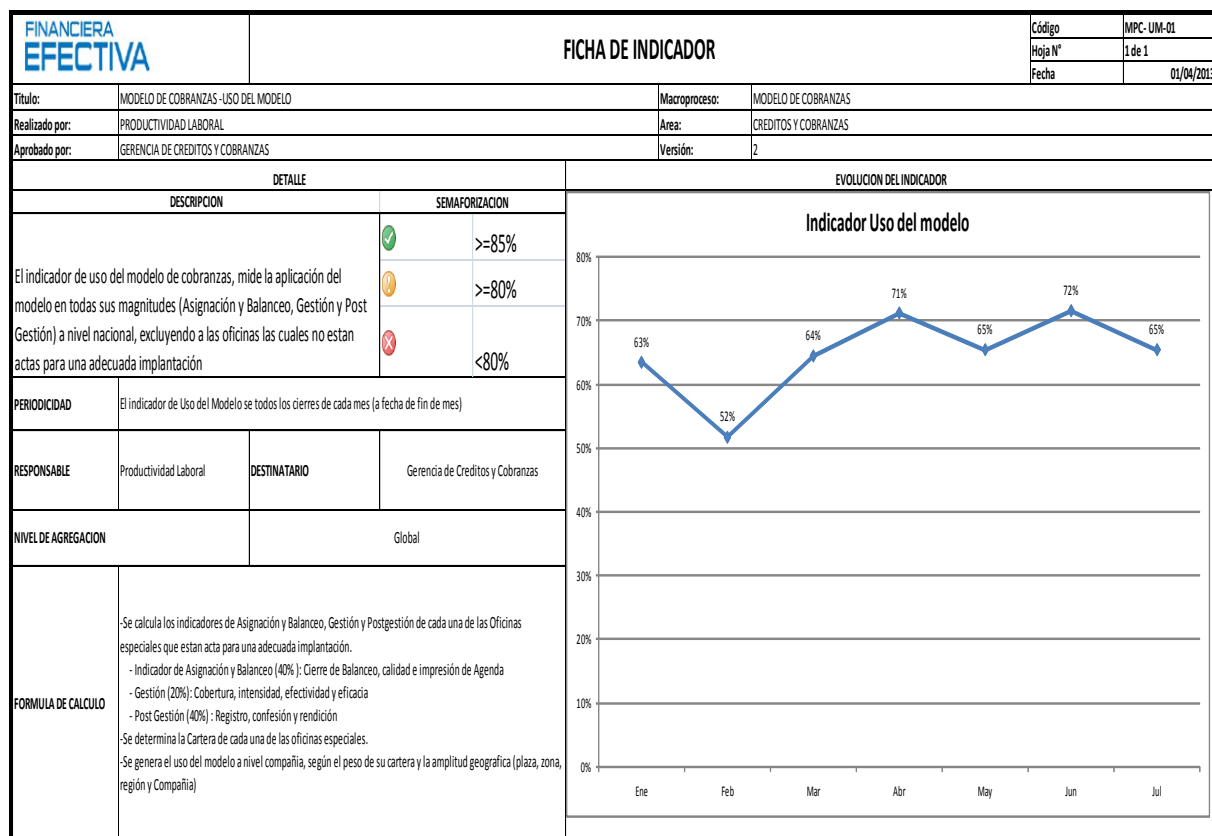 FINANCIERA
EFECTIVA
FICHA DE INDICADOR
Código MPC- UM-01
Hoja N° 1 de 1
Fecha 01/04/2013
Titulo: MODELO DE COBRANZAS -USO DEL MODELO Macroproceso: MODELO DE COBRANZAS
Realizado por: PRODUCTIVIDAD LABORAL Area: CREDITOS Y COBRANZAS
Aprobado por: GERENCIA DE CREDITOS Y COBRANZAS Versión: 2
DETALLE
DESCRIPCION SEMAFORIZACION
El indicador de uso del modelo de cobranzas, mide la aplicación del
modelo en todas sus magnitudes (Asignación y Balanceo, Gestión y Post
Gestión) a nivel nacional, excluyendo a las oficinas las cuales no estan
actas para una adecuada implantación
>=85%
>=80%
<80%
PERIODICIDAD El indicador de Uso del Modelo se todos los cierres de cada mes (a fecha de fin de mes)
RESPONSABLE Productividad Laboral DESTINATARIO Gerencia de Creditos y Cobranzas
NIVEL DE AGREGACION Global
FORMULA DE CALCULO
-Se calcula los indicadores de Asignación y Balanceo, Gestión y Postgestión de cada una de las Oficinas
especiales que estan acta para una adecuada implantación.
- Indicador de Asignación y Balanceo (40% ): Cierre de Balanceo, calidad e impresión de Agenda
- Gestión (20%): Cobertura, intensidad, efectividad y eficacia
- Post Gestión (40%) : Registro, confesión y rendición
-Se determina la Cartera de cada una de las oficinas especiales.
-Se genera el uso del modelo a nivel compañia, según el peso de su cartera y la amplitud geografica (plaza, zona,
región y Compañia)
EVOLUCION DEL INDICADOR
Indicador Uso del modelo
80%
70%
60%
50%
40%
30%
20%
10%
0%
63%
52%
64%
71%
65%
72%
65%
Ene Feb Mar Abr May Jun Jul